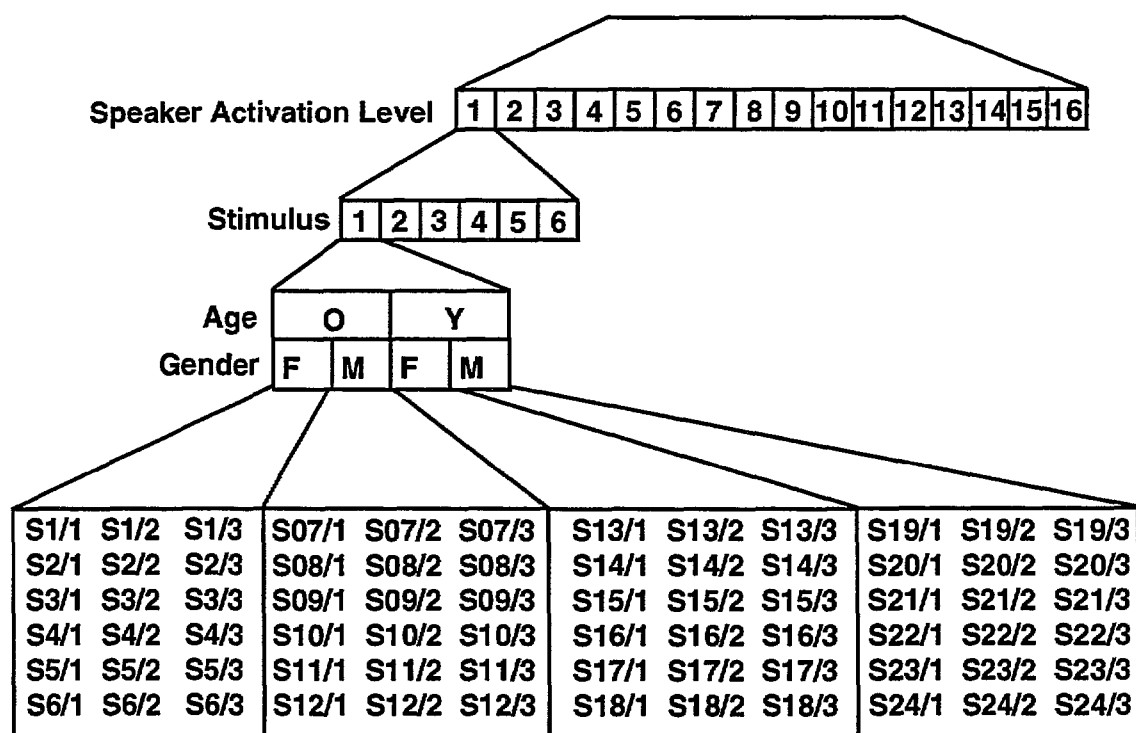 Speaker Activation Level 1 2 3 4 5 6 7 8 9 10 11 12 13 14 15 16
Stimulus 1 2 3 4 5 6
Age O Y
Gender F M F M
S1/1 S1/2 S1/3 S07/1 S07/2 S07/3 S13/1 S13/2 S13/3 S19/1 S19/2 S19/3
S2/1 S2/2 S2/3 S08/1 S08/2 S08/3 S14/1 S14/2 S14/3 S20/1 S20/2 S20/3
S3/1 S3/2 S3/3 S09/1 S09/2 S09/3 S15/1 S15/2 S15/3 S21/1 S21/2 S21/3
S4/1 S4/2 S4/3 S10/1 S10/2 S10/3 S16/1 S16/2 S16/3 S22/1 S22/2 S22/3
S5/1 S5/2 S5/3 S11/1 S11/2 S11/3 S17/1 S17/2 S17/3 S23/1 S23/2 S23/3
S6/1 S6/2 S6/3 S12/1 S12/2 S12/3 S18/1 S18/2 S18/3 S24/1 S24/2 S24/3